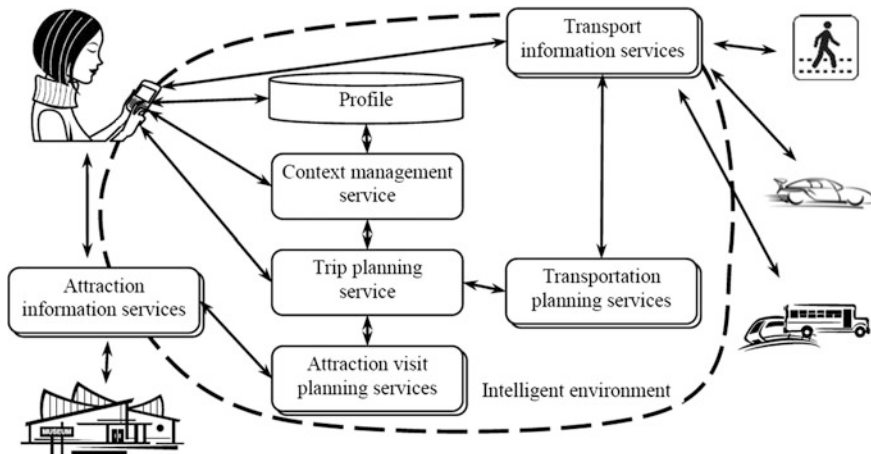 Transport
information services
Profile
Context management
service
Trip planning
service
Transportation
planning services
Attraction
information services
Attraction visit
planning services
Intelligent environment
MUSEUM